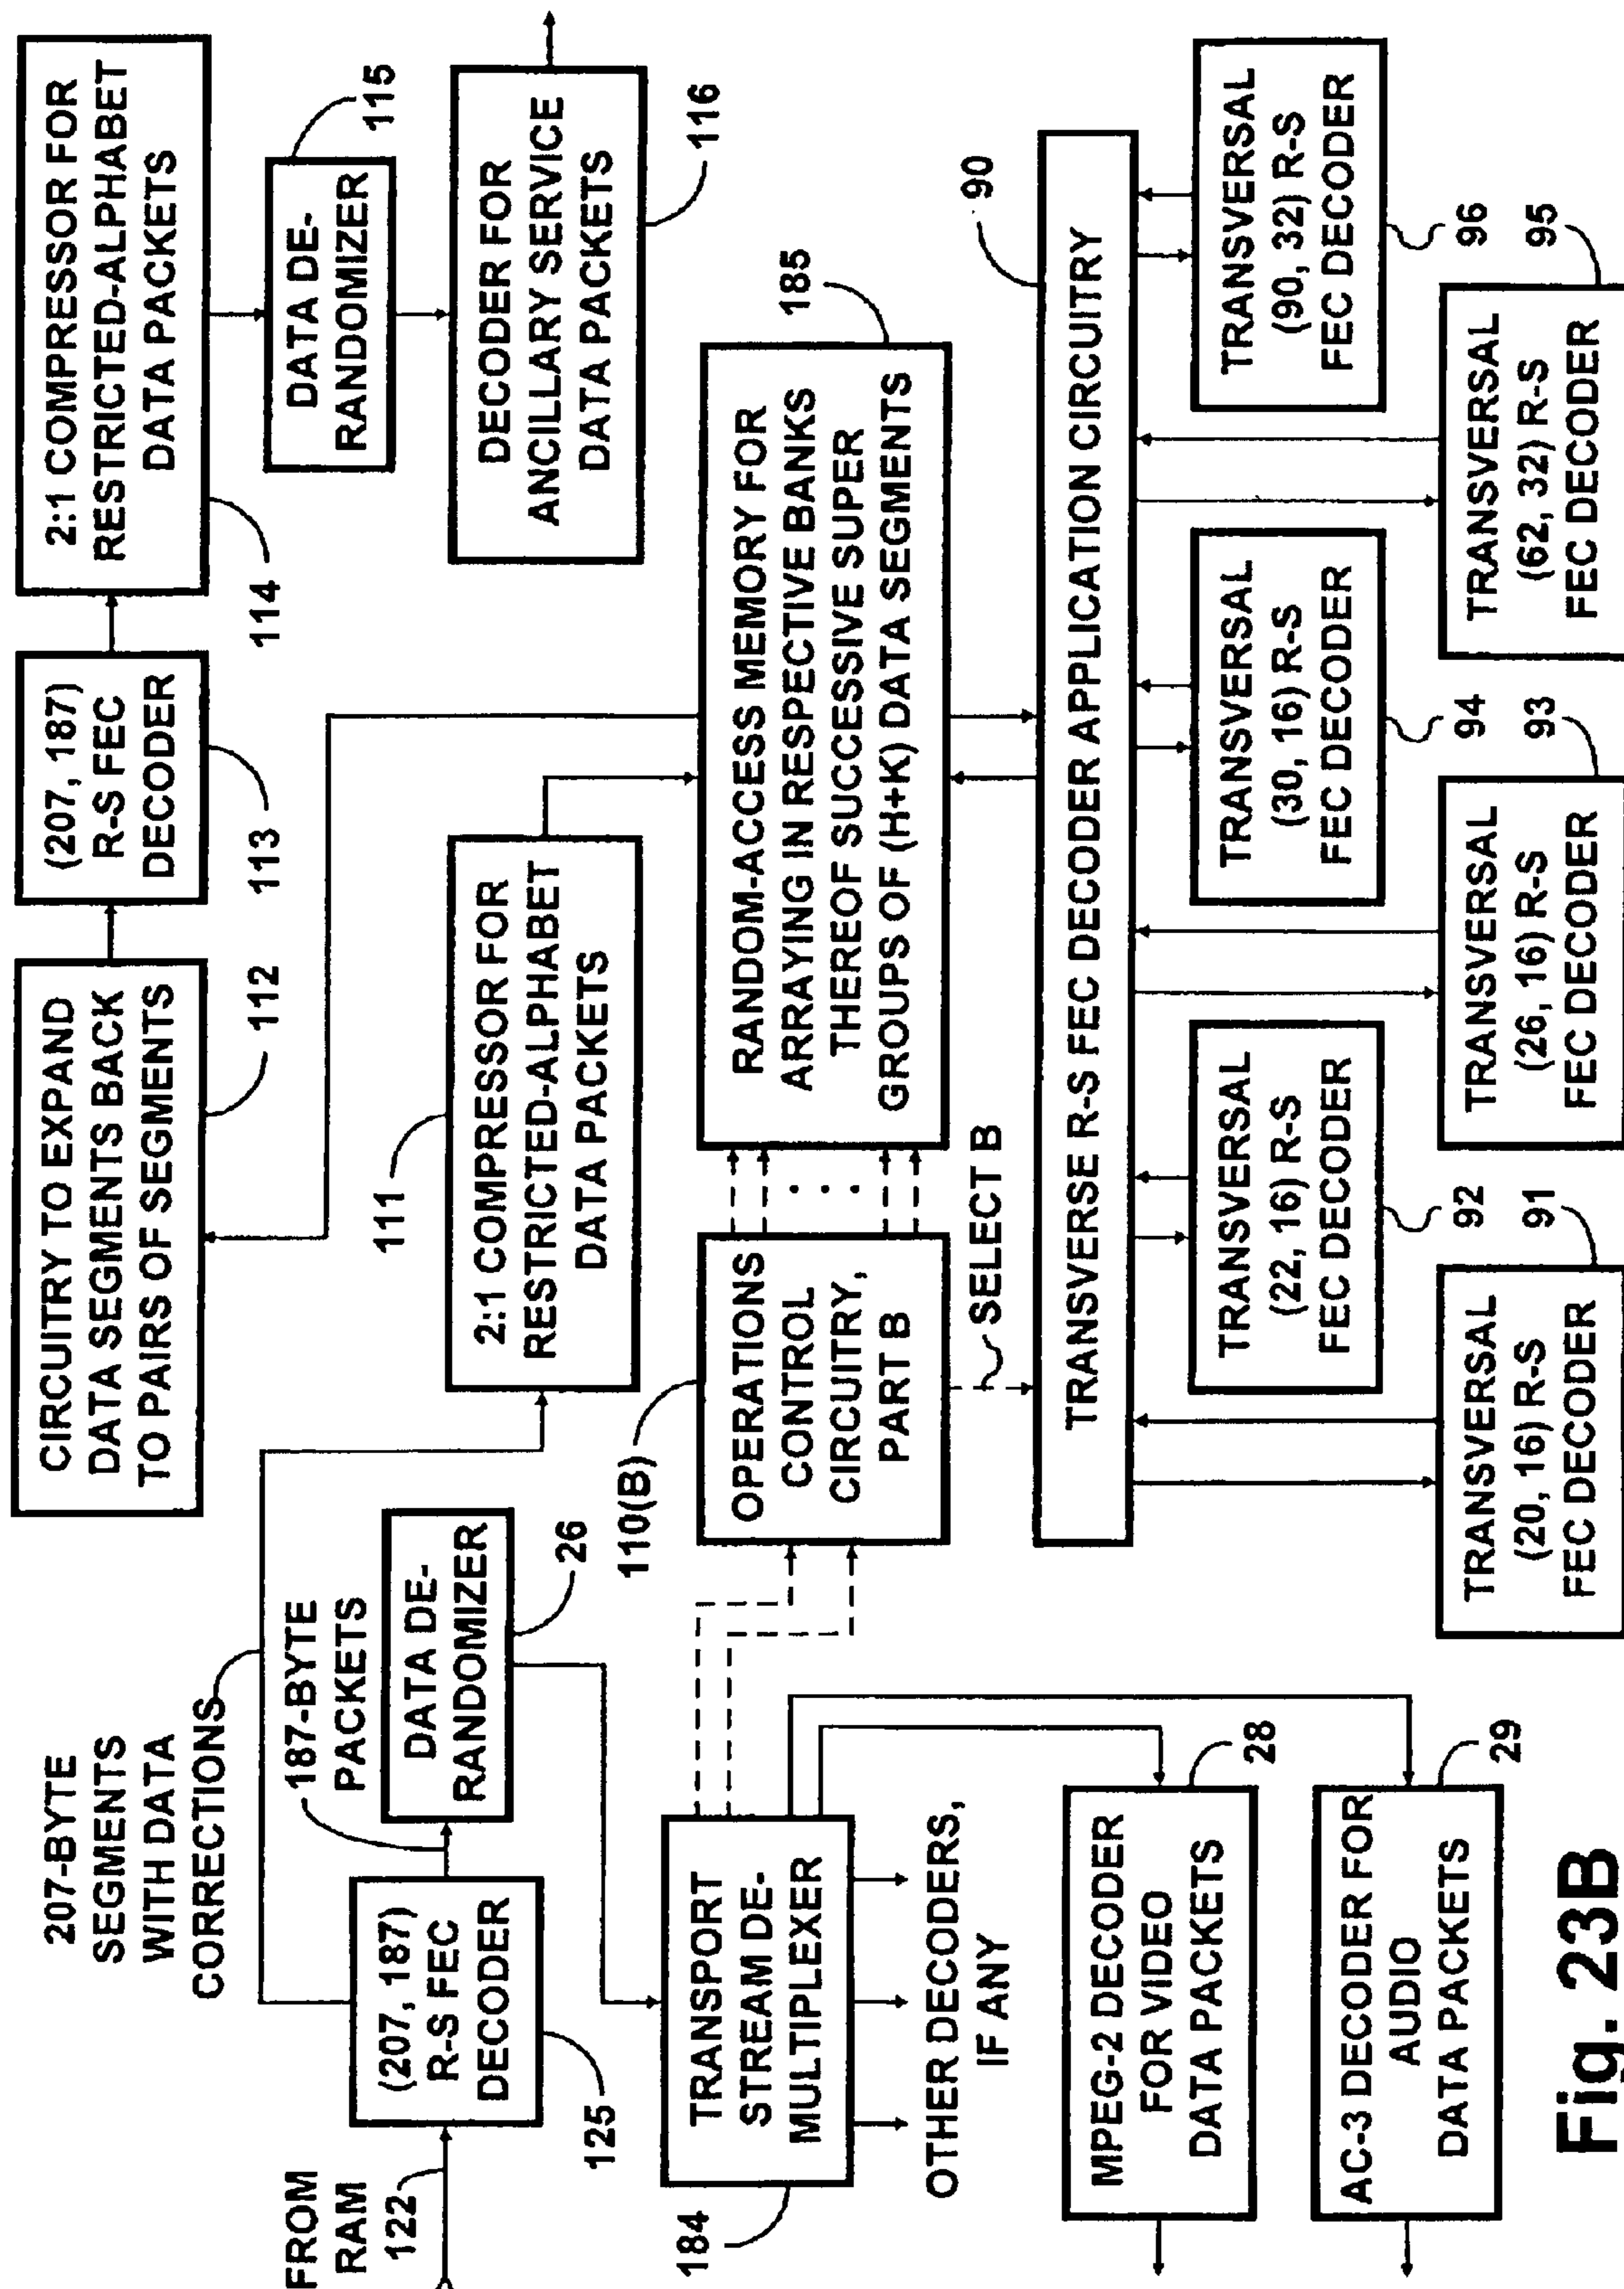 207-BYTE
SEGMENTS
WITH DATA
CORRECTIONS
FROM
RAM
122
(207, 187)
R-S FEC
DECODER
125
187-BYTE
PACKETS
DATA DE-
RANDOMIZER
26
TRANSPORT
STREAM DE-
MULTIPLEXER
184
OTHER DECODERS,
IF ANY
MPEG-2 DECODER
FOR VIDEO
DATA PACKETS
28
AC-3 DECODER FOR
AUDIO
DATA PACKETS
29
CIRCUITRY TO EXPAND
DATA SEGMENTS BACK
TO PAIRS OF SEGMENTS
112
(207, 187)
R-S FEC
DECODER
113
2:1 COMPRESSOR FOR
RESTRICTED-ALPHABET
DATA PACKETS
114
DATA DE-
RANDOMIZER
115
DECODER FOR
ANCILLARY SERVICE
DATA PACKETS
116
111
2:1 COMPRESSOR FOR
RESTRICTED-ALPHABET
DATA PACKETS
110(B)
OPERATIONS
CONTROL
CIRCUITRY,
PART B
SELECT B
RANDOM-ACCESS MEMORY FOR
ARRAYING IN RESPECTIVE BANKS
THEREOF SUCCESSIVE SUPER
GROUPS OF (H+K) DATA SEGMENTS
185
TRANSVERSE R-S FEC DECODER APPLICATION CIRCUITRY
90
TRANSVERSAL
(22, 16) R-S
FEC DECODER
92
TRANSVERSAL
(30, 16) R-S
FEC DECODER
94
TRANSVERSAL
(90, 32) R-S
FEC DECODER
96
TRANSVERSAL
(20, 16) R-S
FEC DECODER
91
TRANSVERSAL
(26, 16) R-S
FEC DECODER
93
TRANSVERSAL
(62, 32) R-S
FEC DECODER
95
Fig. 23B